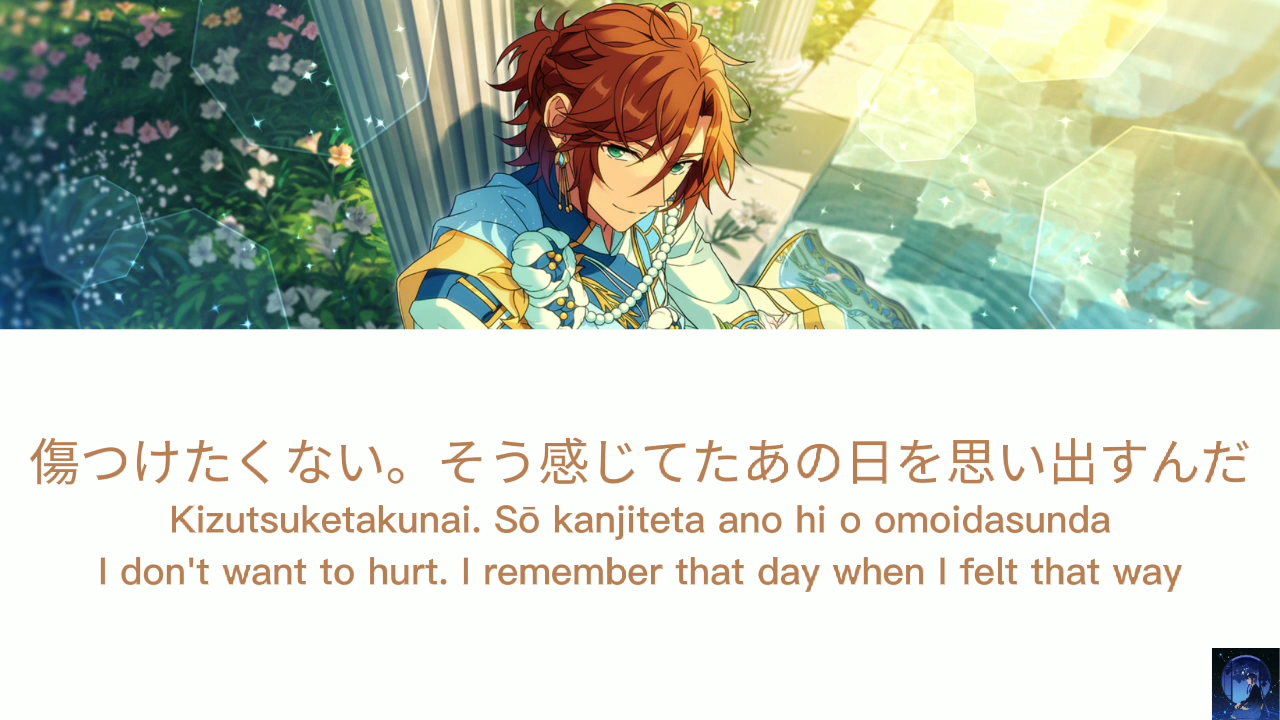 傷つけたくない。そう感じてたあの日を思い出すんだ
Kizutsuketakunai. Sō kanjiteta ano hi o omoidasunda
I don't want to hurt. I remember that day when I felt that way